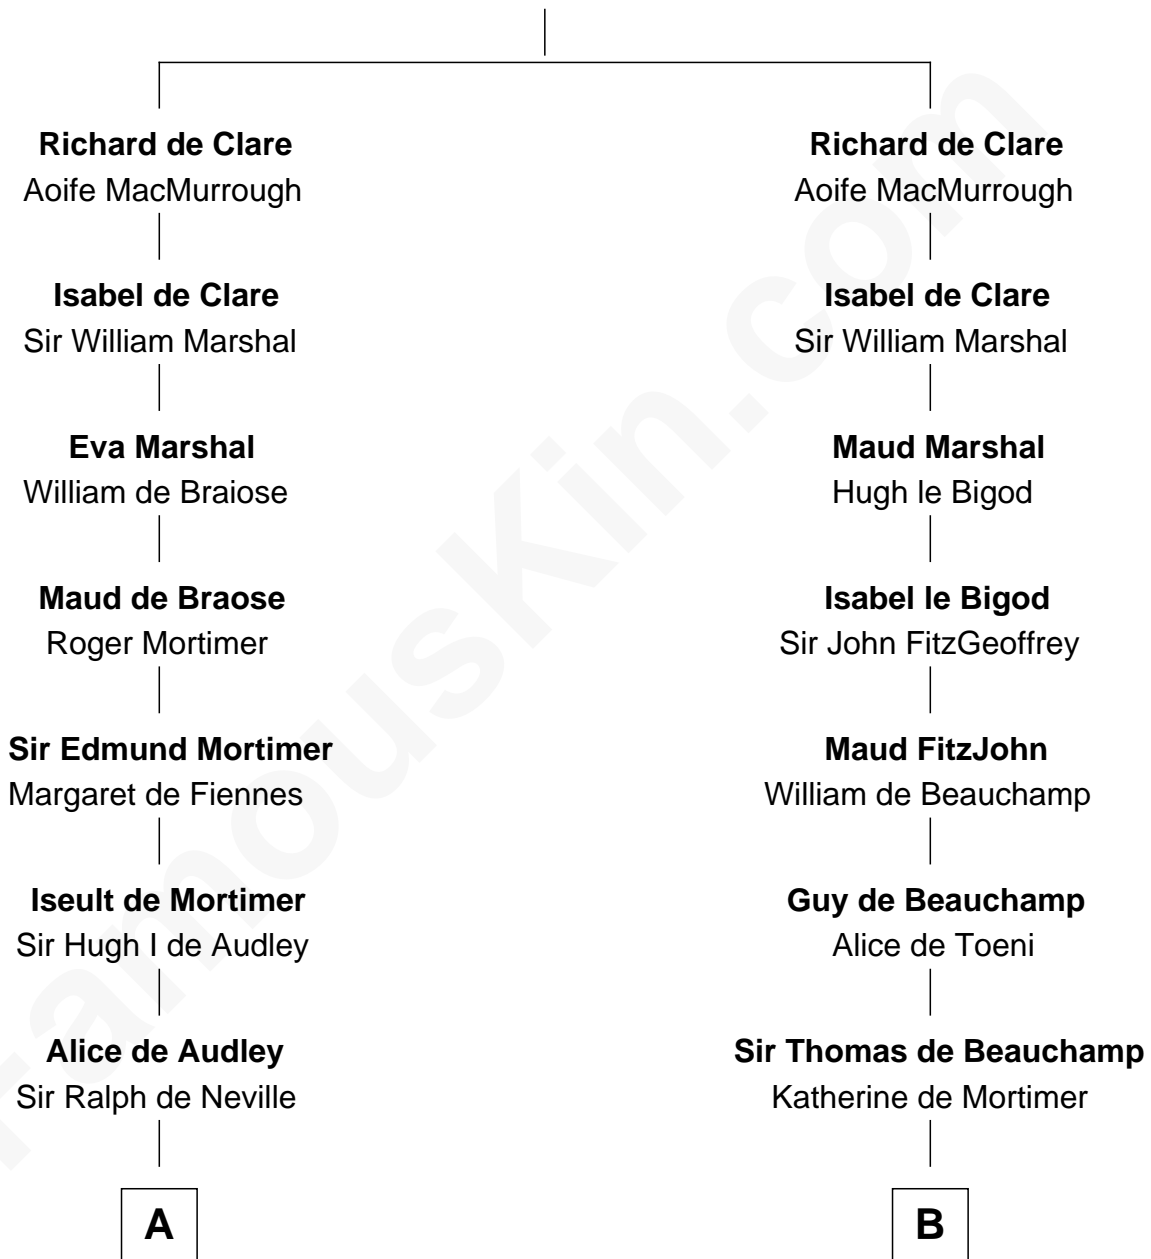 Richard de Clare
Aoife MacMurrough
Isabel de Clare
Sir William Marshal
Eva Marshal
William de Braiose
Maud de Braose
Roger Mortimer
Sir Edmund Mortimer
Margaret de Fiennes
Iseult de Mortimer
Sir Hugh I de Audley
Alice de Audley
Sir Ralph de Neville
A
Richard de Clare
Aoife MacMurrough
Isabel de Clare
Sir William Marshal
Maud Marshal
Hugh le Bigod
Isabel le Bigod
Sir John FitzGeoffrey
Maud FitzJohn
William de Beauchamp
Guy de Beauchamp
Alice de Toeni
Sir Thomas de Beauchamp
Katherine de Mortimer
B
FamousKin.com